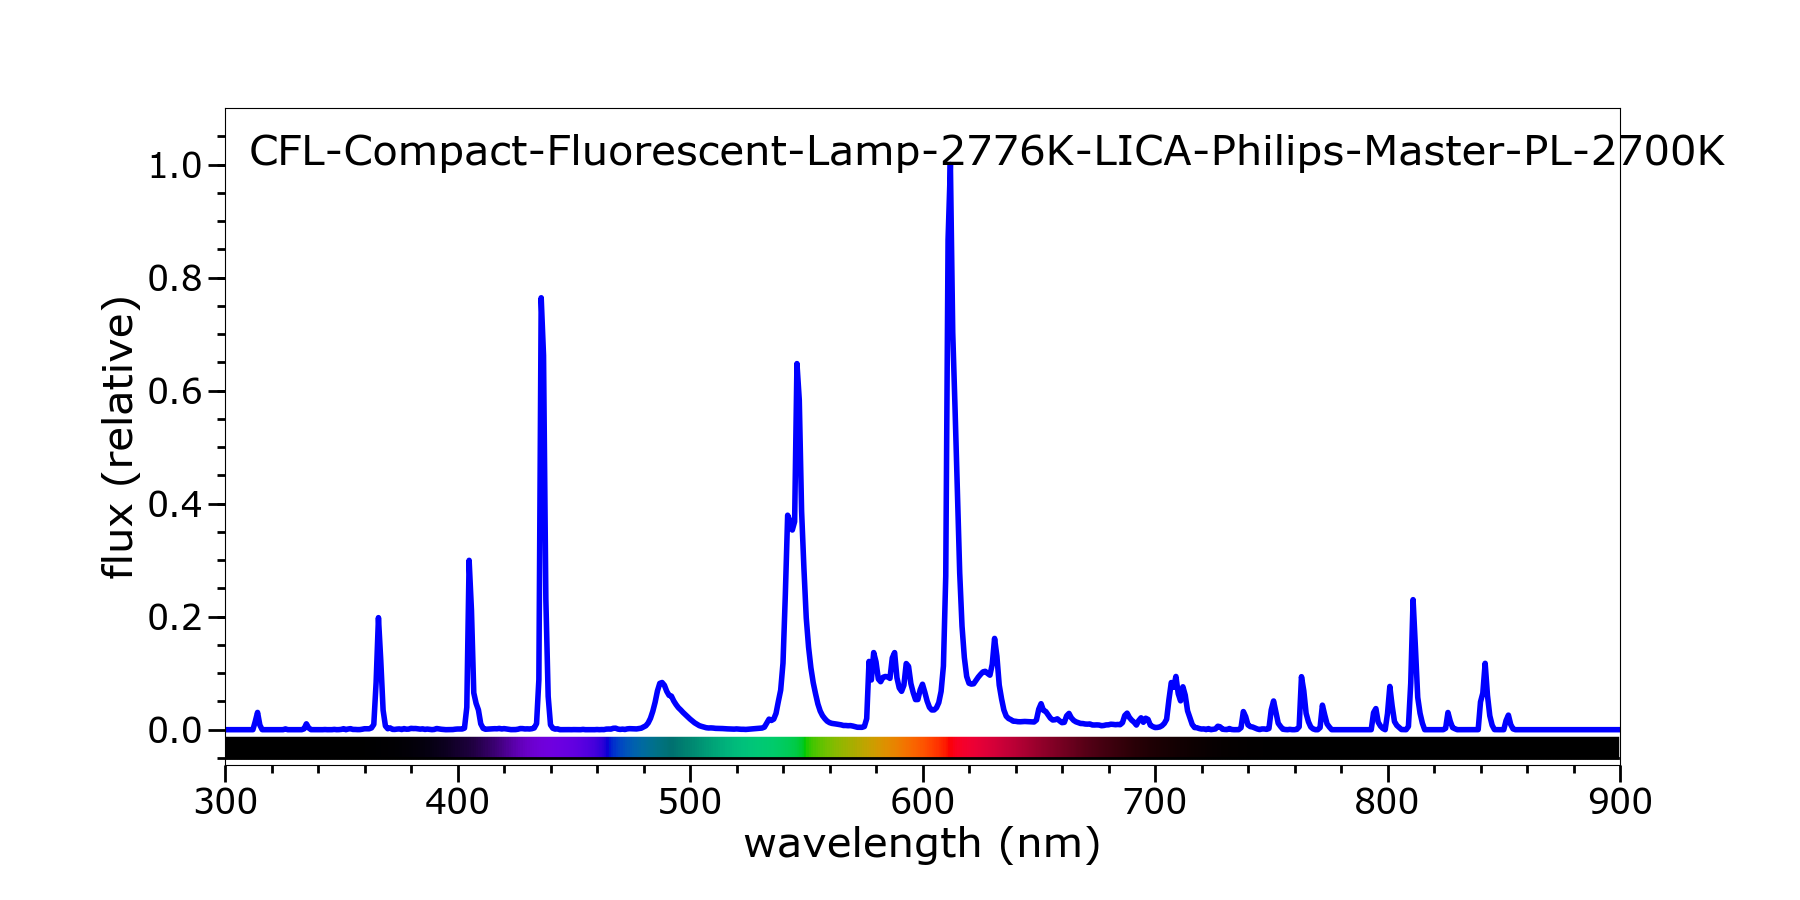 CFL-Compact-Fluorescent-Lamp-2776K-LICA-Philips-Master-PL-2700K
flux (relative)
1.0
0.8
0.6
0.4
0.2
0.0
300 400 500 600 700 800 900
wavelength (nm)